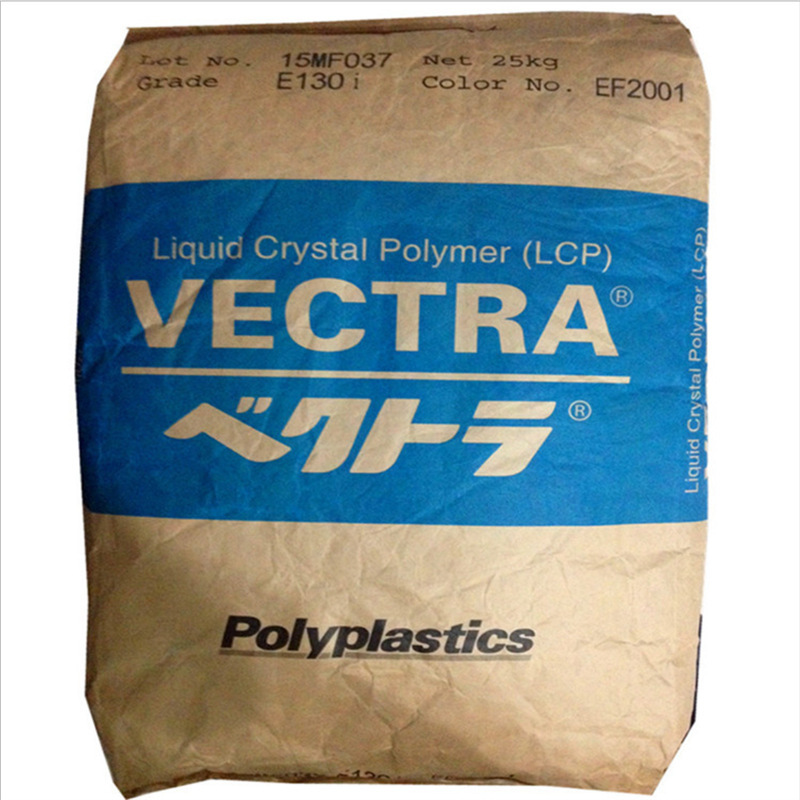 Lot No. 15MF037 Net 25kg
Grade E130i Color No. EF2001
Liquid Crystal Polymer (LCP)
VECTRA®
ベクトラ®
Polyplastics
Liquid Crystal Polymer (LCP)